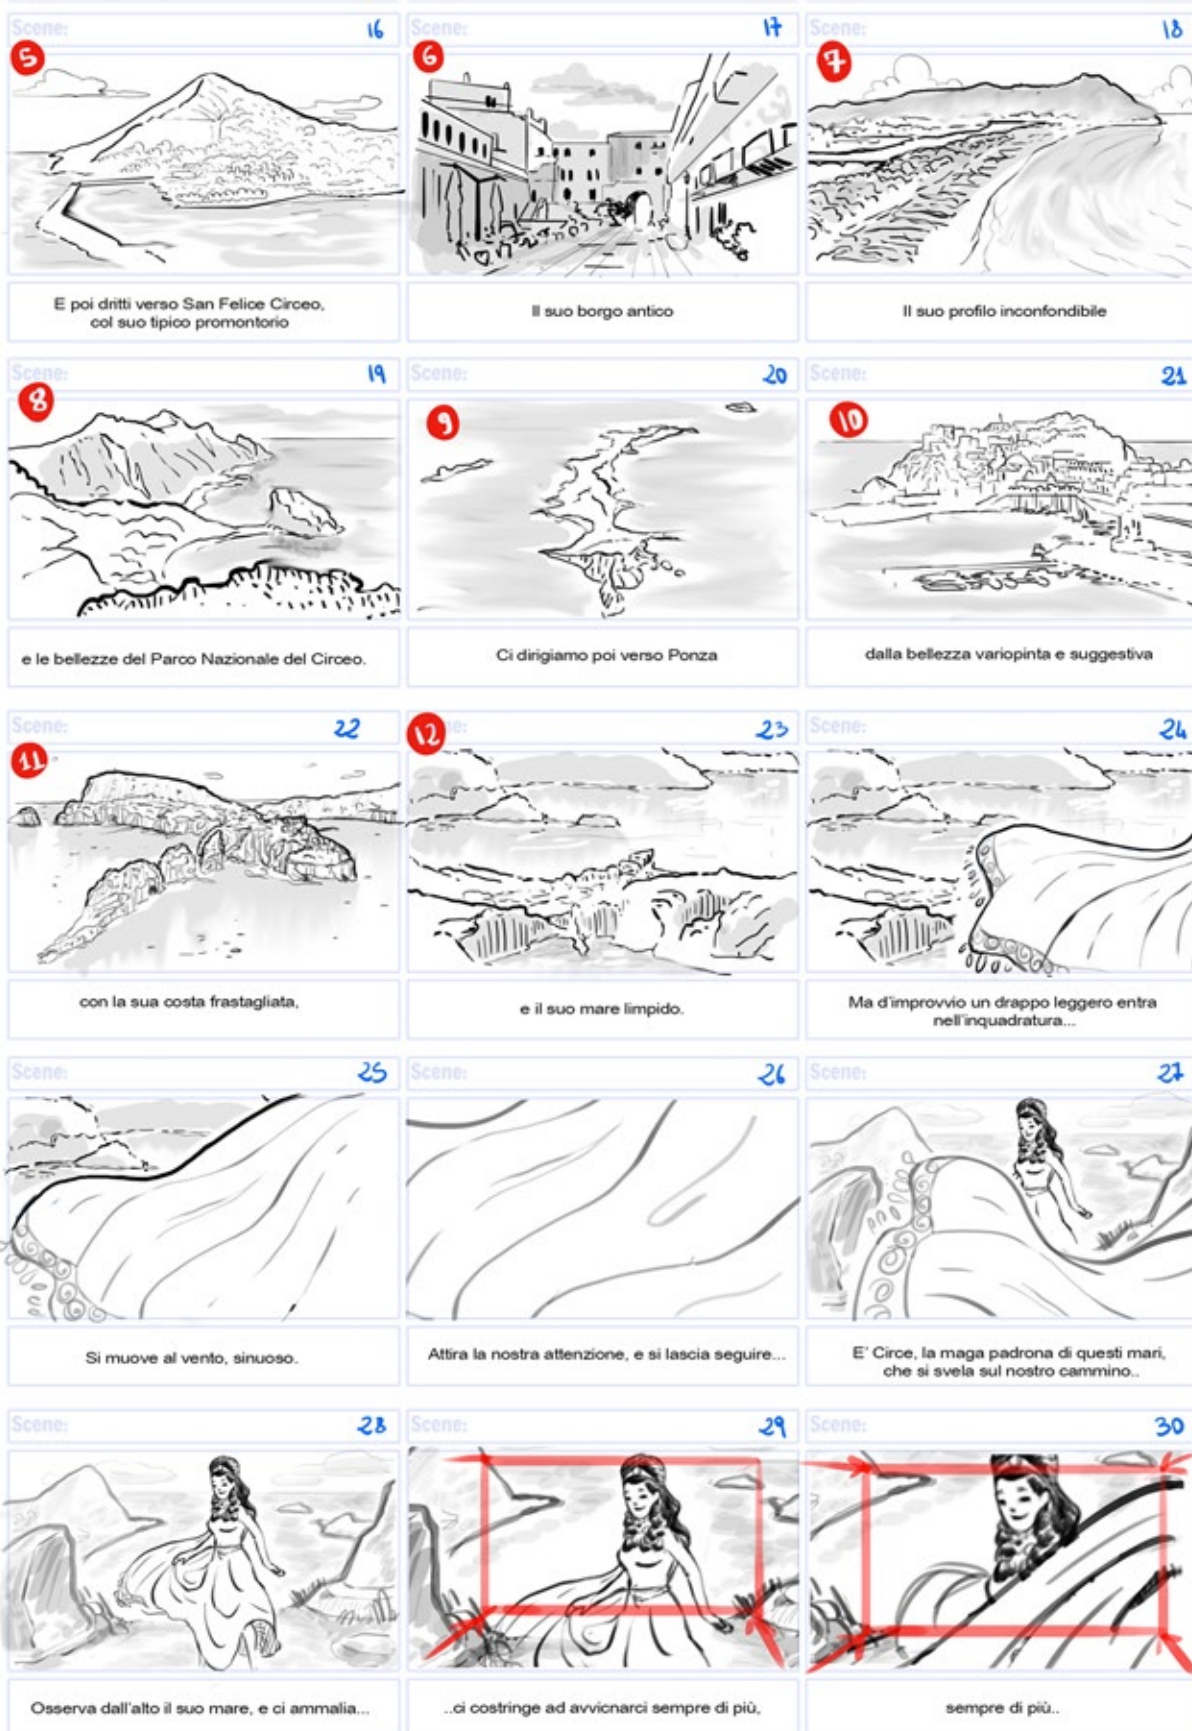 Scene: 16
Scene: 17
Scene: 18
5
6
7
E poi dritti verso San Felice Circeo,
col suo tipico promontorio
Il suo borgo antico
Il suo profilo inconfondibile
Scene: 19
Scene: 20
Scene: 21
8
9
10
e le bellezze del Parco Nazionale del Circeo.
Ci dirigiamo poi verso Ponza
dalla bellezza variopinta e suggestiva
Scene: 22
ne: 23
Scene: 24
11
12
con la sua costa frastagliata,
e il suo mare limpido.
Ma d'improvvio un drappo leggero entra
nell'inquadratura...
Scene: 25
Scene: 26
Scene: 27
Si muove al vento, sinuoso.
Attira la nostra attenzione, e si lascia seguire...
E' Circe, la maga padrona di questi mari,
che si svela sul nostro cammino..
Scene: 28
Scene: 29
Scene: 30
Osserva dall'alto il suo mare, e ci ammalia...
..ci costringe ad avvicnarci sempre di più,
sempre di più..